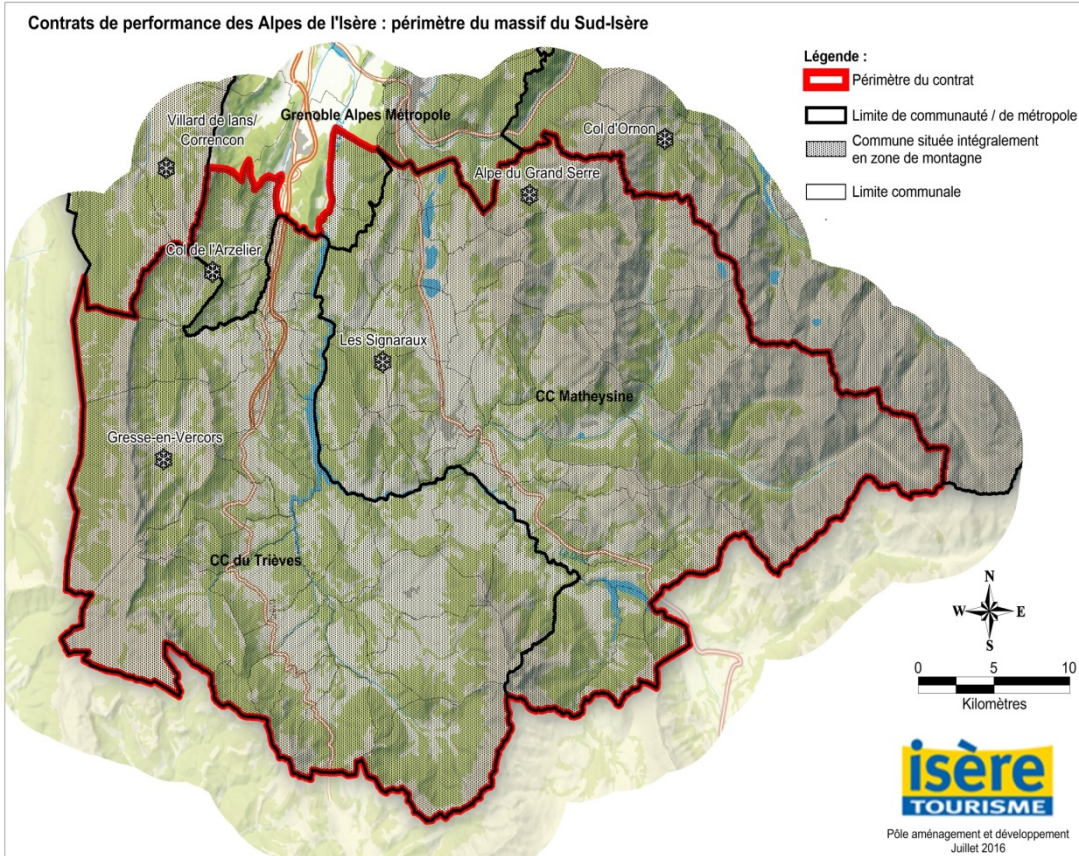 Contrats de performance des Alpes de l'Isère : périmètre du massif du Sud-Isère
Légende :
Périmètre du contrat
Limite de communauté / de métropole
Commune située intégralement
en zone de montagne
Limite communale
Villard de lans/
Correncon
Grenoble Alpes Métropole
Col d'Ornon
Alpe du Grand Serre
Col de l'Arzelier
Les Signaraux
CC Matheysine
Gresse-en-Vercors
CC du Trièves
N
W E
S
0 5 10
Kilomètres
isère
TOURISME
Pôle aménagement et développement
Juillet 2016